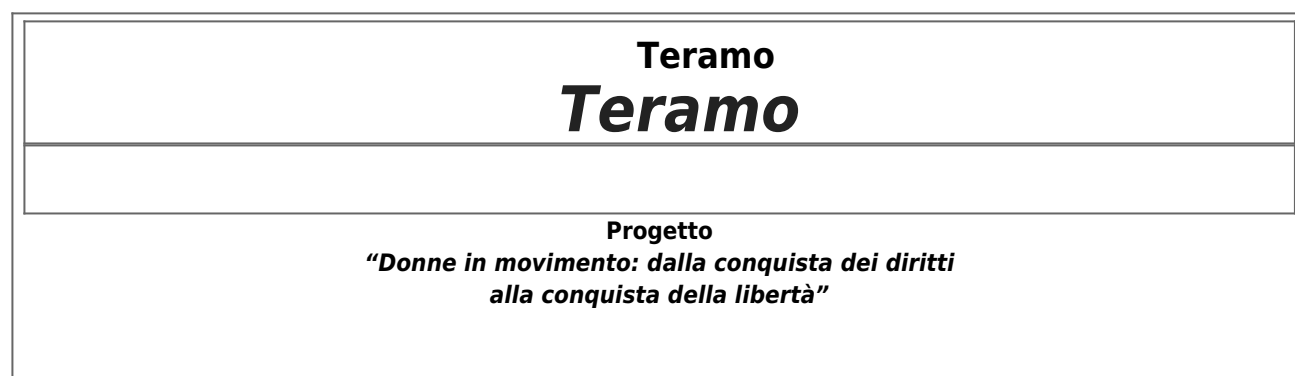 Teramo
Teramo
Progetto
“Donne in movimento: dalla conquista dei diritti
alla conquista della libertà”